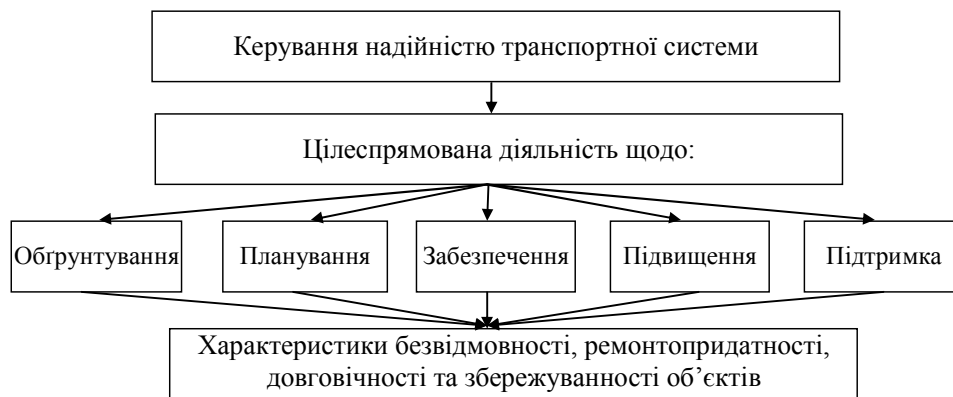 Керування надійністю транспортної системи
Цілеспрямована діяльність щодо:
Обґрунтування
Планування
Забезпечення
Підвищення
Підтримка
Характеристики безвідмовності, ремонтопридатності,
довговічності та збережуванності об’єктів